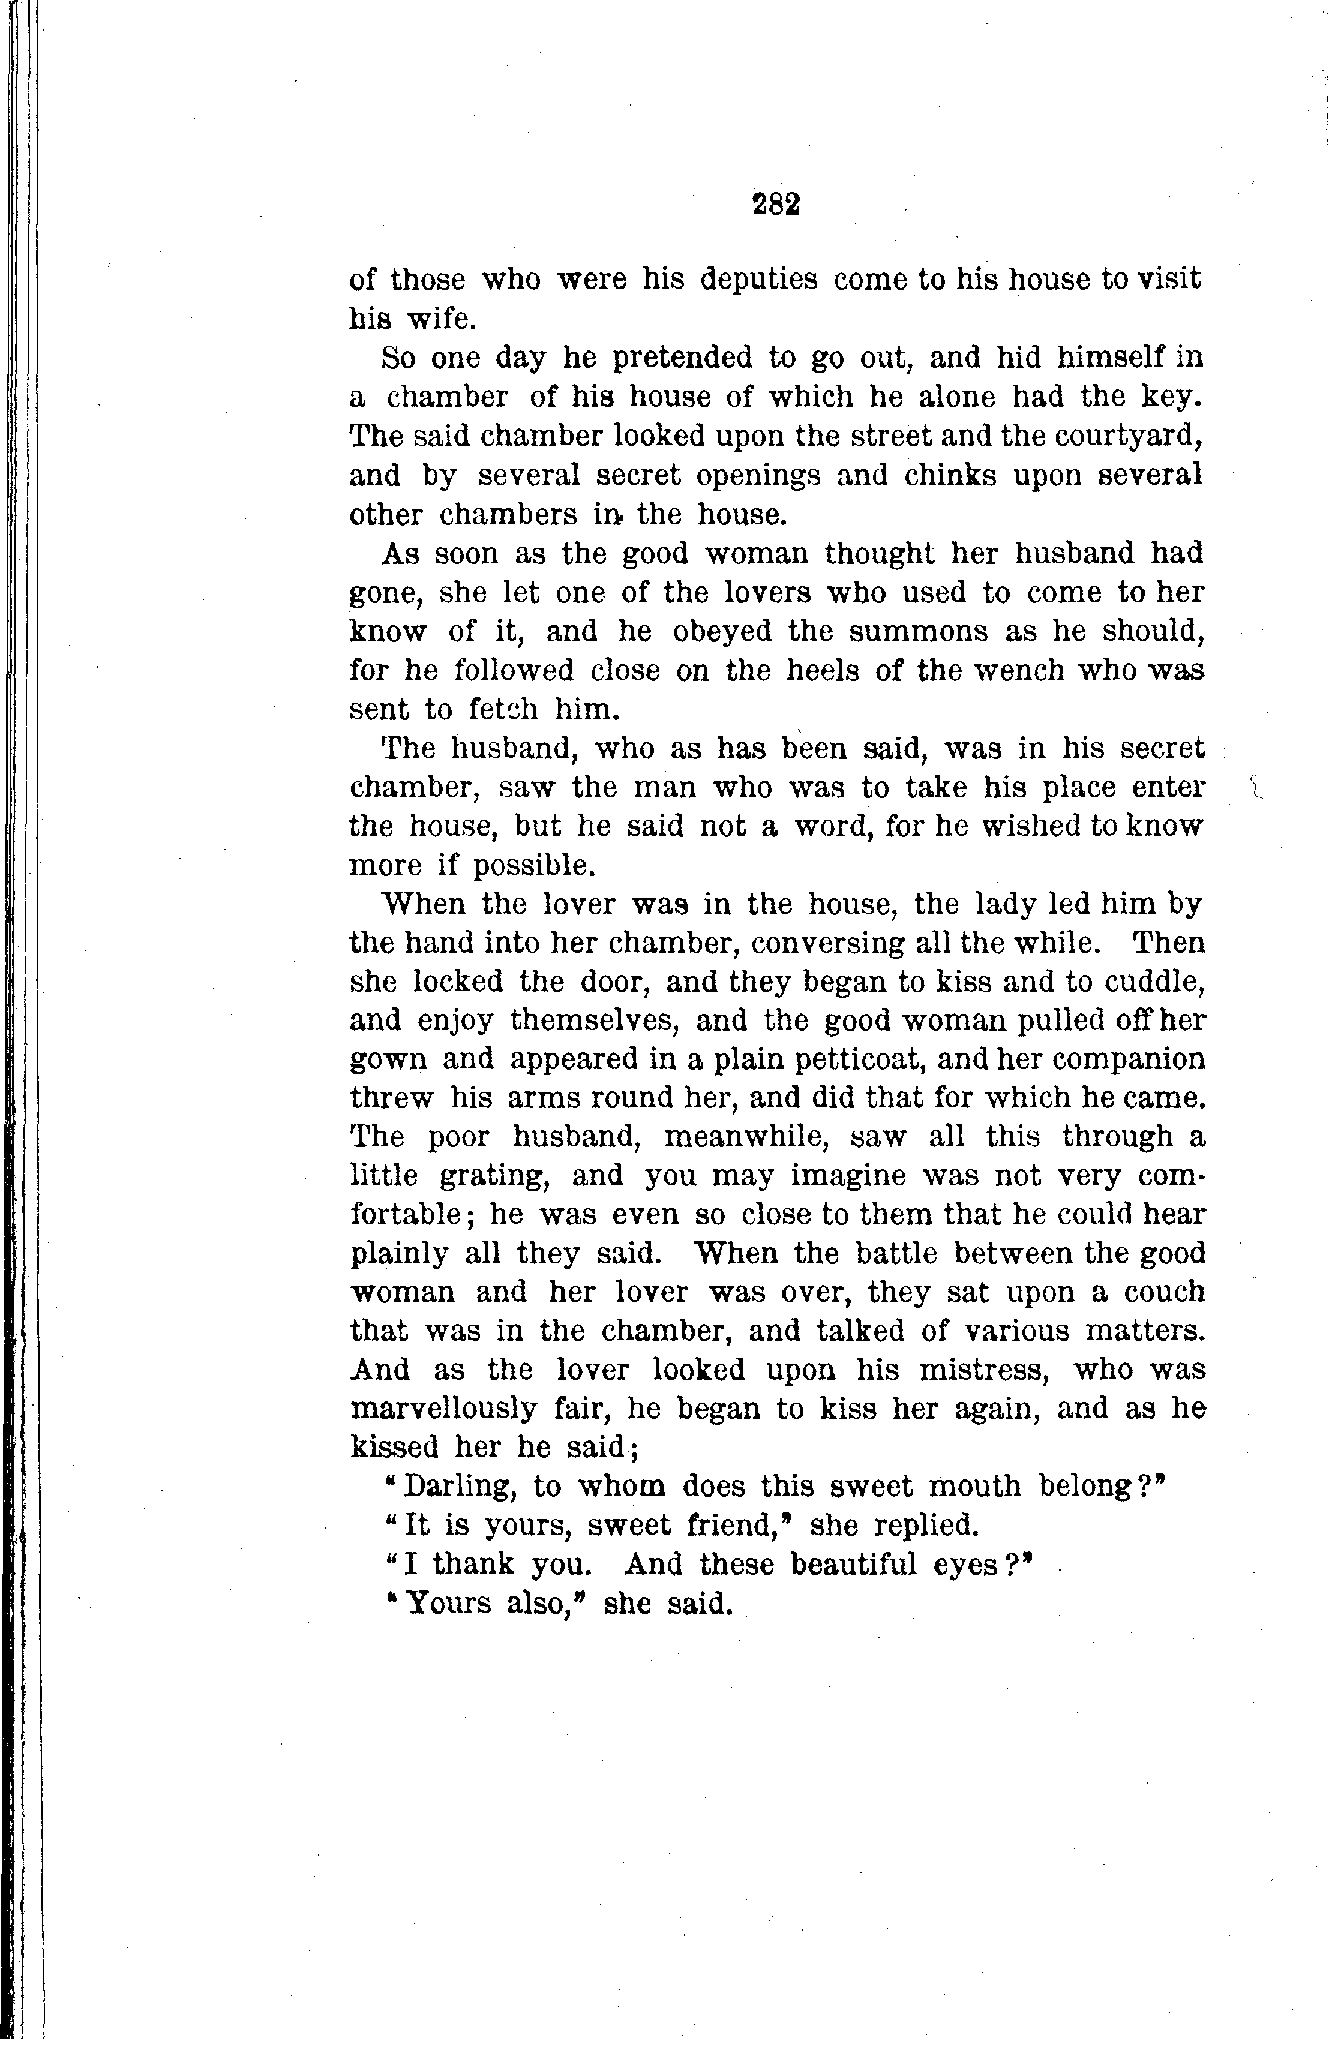 282
of those who were his deputies come to his house to visit
his wife.
So one day he pretended to go out, and hid himself in
a chamber of his house of which he alone had the key.
The said chamber looked upon the street and the courtyard,
and by several secret openings and chinks upon several
other chambers in the house.
As soon as the good woman thought her husband had
gone, she let one of the lovers who used to come to her
know of it, and he obeyed the summons as he should,
for he followed close on the heels of the wench who was
sent to fetch him.
The husband, who as has been said, was in his secret
chamber, saw the man who was to take his place enter
the house, but he said not a word, for he wished to know
more if possible.
When the lover was in the house, the lady led him by
the hand into her chamber, conversing all the while. Then
she locked the door, and they began to kiss and to cuddle,
and enjoy themselves, and the good woman pulled off her
gown and appeared in a plain petticoat, and her companion
threw his arms round her, and did that for which he came.
The poor husband, meanwhile, saw all this through a
little grating, and you may imagine was not very com-
fortable; he was even so close to them that he could hear
plainly all they said. When the battle between the good
woman and her lover was over, they sat upon a couch
that was in the chamber, and talked of various matters.
And as the lover looked upon his mistress, who was
marvellously fair, he began to kiss her again, and as he
kissed her he said;
"Darling, to whom does this sweet mouth belong?"
"It is yours, sweet friend," she replied.
"I thank you. And these beautiful eyes?"
"Yours also," she said.